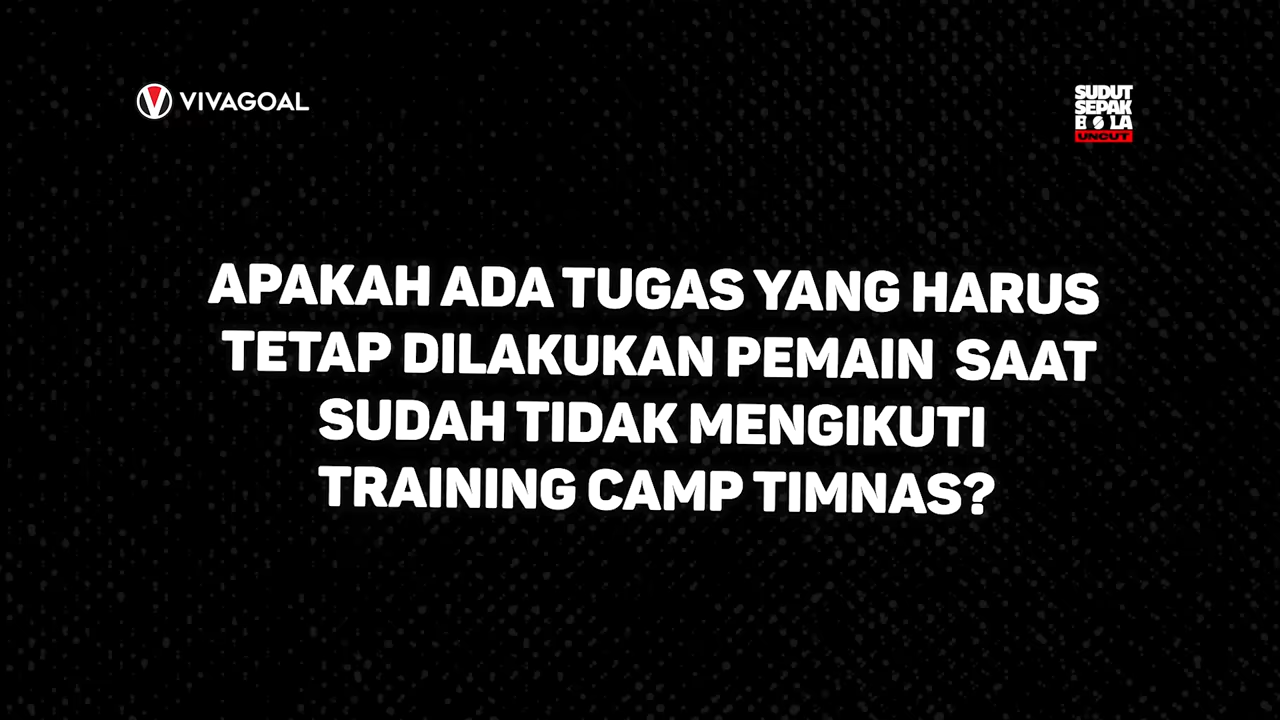 VIVAGOAL
SUDUT
SEPAK
BOLA
UNCUT
APAKAH ADA TUGAS YANG HARUS
TETAP DILAKUKAN PEMAIN SAAT
SUDAH TIDAK MENGIKUTI
TRAINING CAMP TIMNAS?